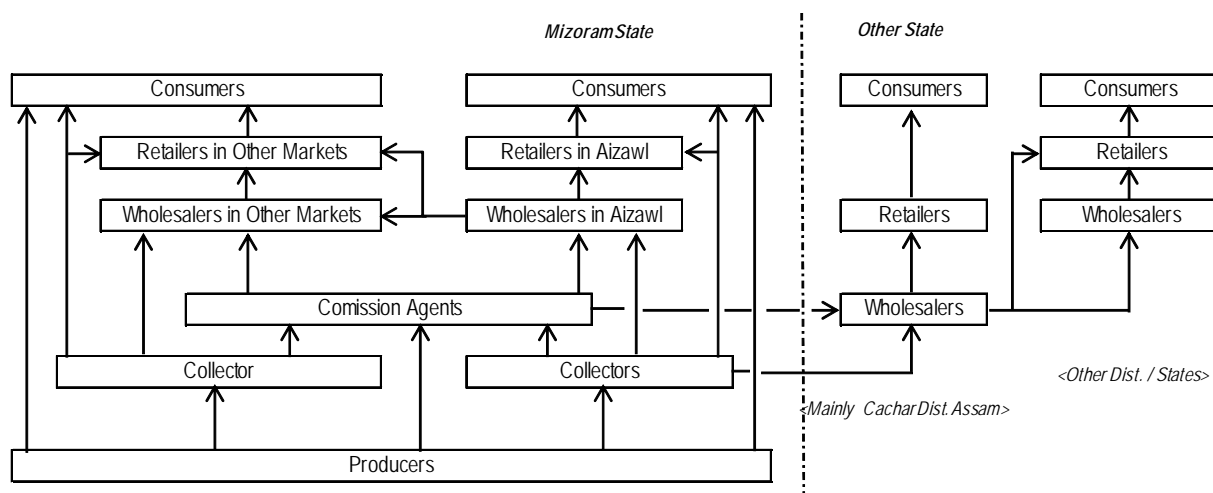 Mizoram State Other State
Consumers Consumers Consumers Consumers
Retailers in Other Markets Retailers in Aizawl Retailers
Wholesalers in Other Markets Wholesalers in Aizawl Retailers Wholesalers
Comission Agents Wholesalers
Collector Collectors
<Other Dist. / States>
<Mainly Cachar Dist. Assam>
Producers